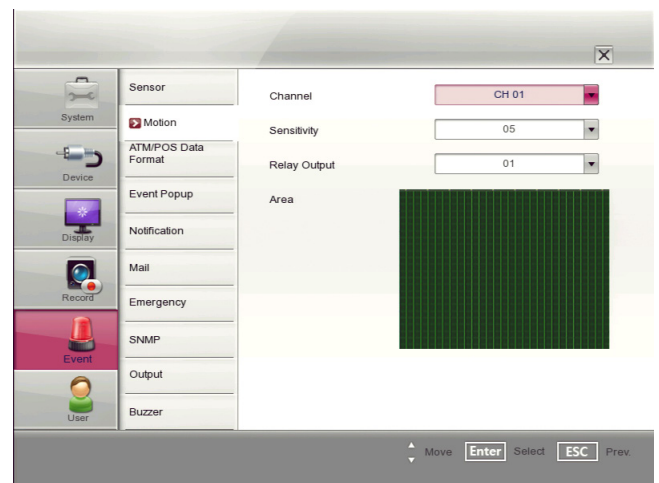 X
System
Device
Display
Record
Event
User
Sensor
Motion
ATM/POS Data
Format
Event Popup
Notification
Mail
Emergency
SNMP
Output
Buzzer
Channel CH 01
Sensitivity 05
Relay Output 01
Area
Move Enter Select ESC Prev.